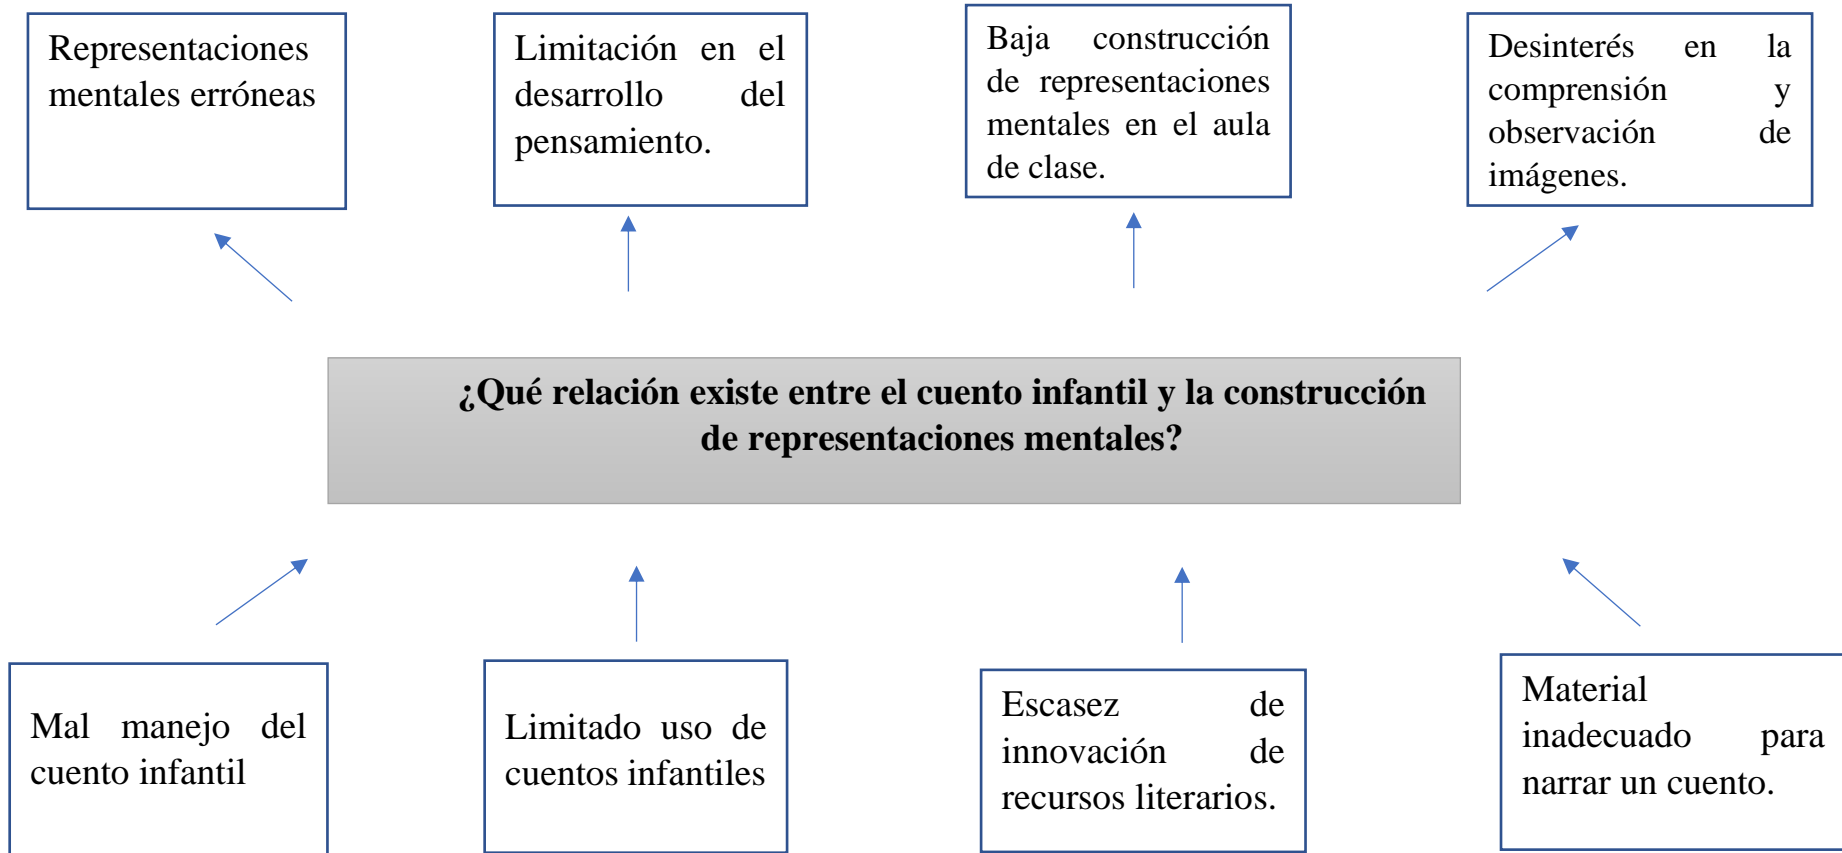 Representaciones
mentales erróneas
Limitación en el
desarrollo del
pensamiento.
Baja construcción
de representaciones
mentales en el aula
de clase.
Desinterés en la
comprensión y
observación de
imágenes.
¿Qué relación existe entre el cuento infantil y la construcción
de representaciones mentales?
Mal manejo del
cuento infantil
Limitado uso de
cuentos infantiles
Escasez de
innovación de
recursos literarios.
Material
inadecuado para
narrar un cuento.